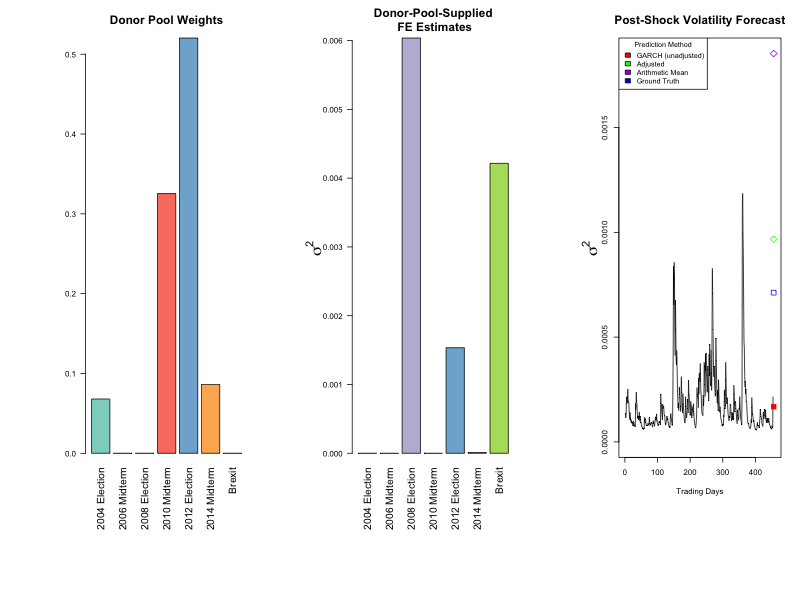 Donor Pool Weights
0.5
0.4
0.3
0.2
0.1
0.0
2004 Election
2006 Midterm
2008 Election
2010 Midterm
2012 Election
2014 Midterm
Brexit
Donor-Pool-Supplied
FE Estimates
σ²
0.006
0.005
0.004
0.003
0.002
0.001
0.000
2004 Election
2006 Midterm
2008 Election
2010 Midterm
2012 Election
2014 Midterm
Brexit
Post-Shock Volatility Forecast
Prediction Method
GARCH (unadjusted)
Adjusted
Arithmetic Mean
Ground Truth
σ²
0.0015
0.0010
0.0005
0.0000
0 100 200 300 400
Trading Days